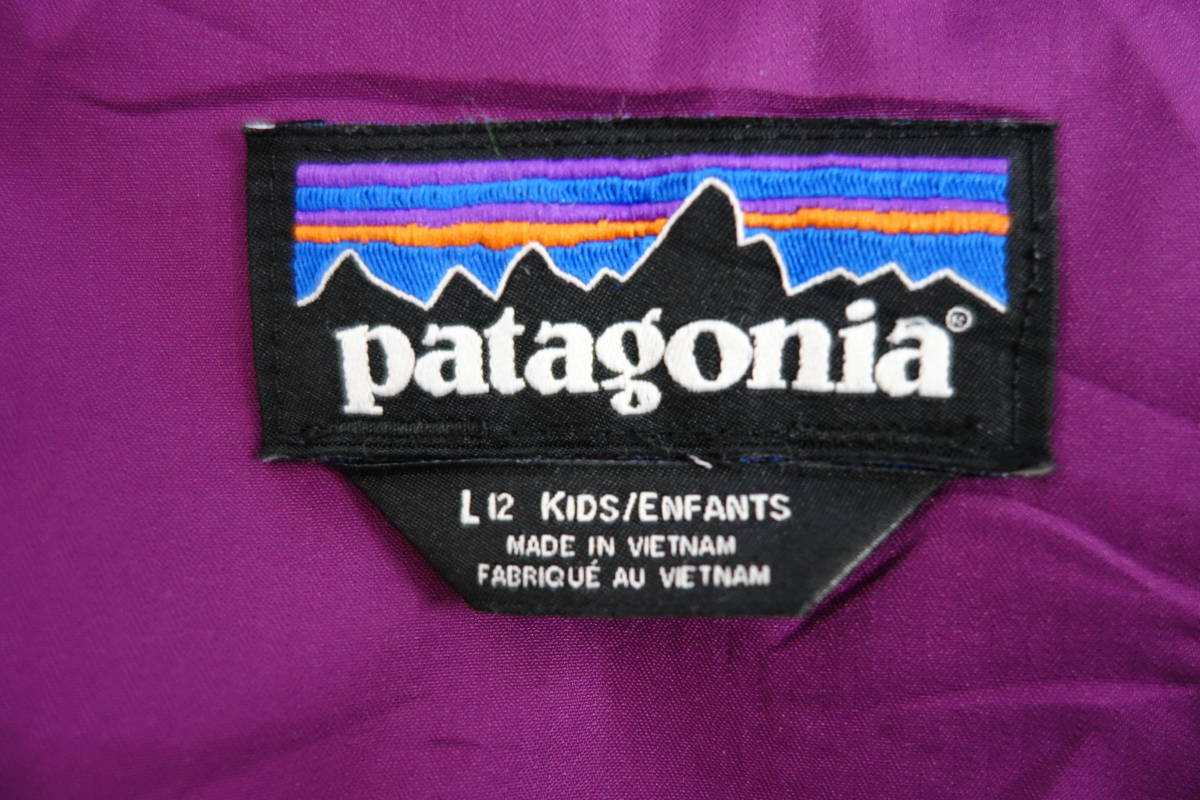 patagonia®
L12 KIDS/ENFANTS
MADE IN VIETNAM
FABRIQUÉ AU VIETNAM